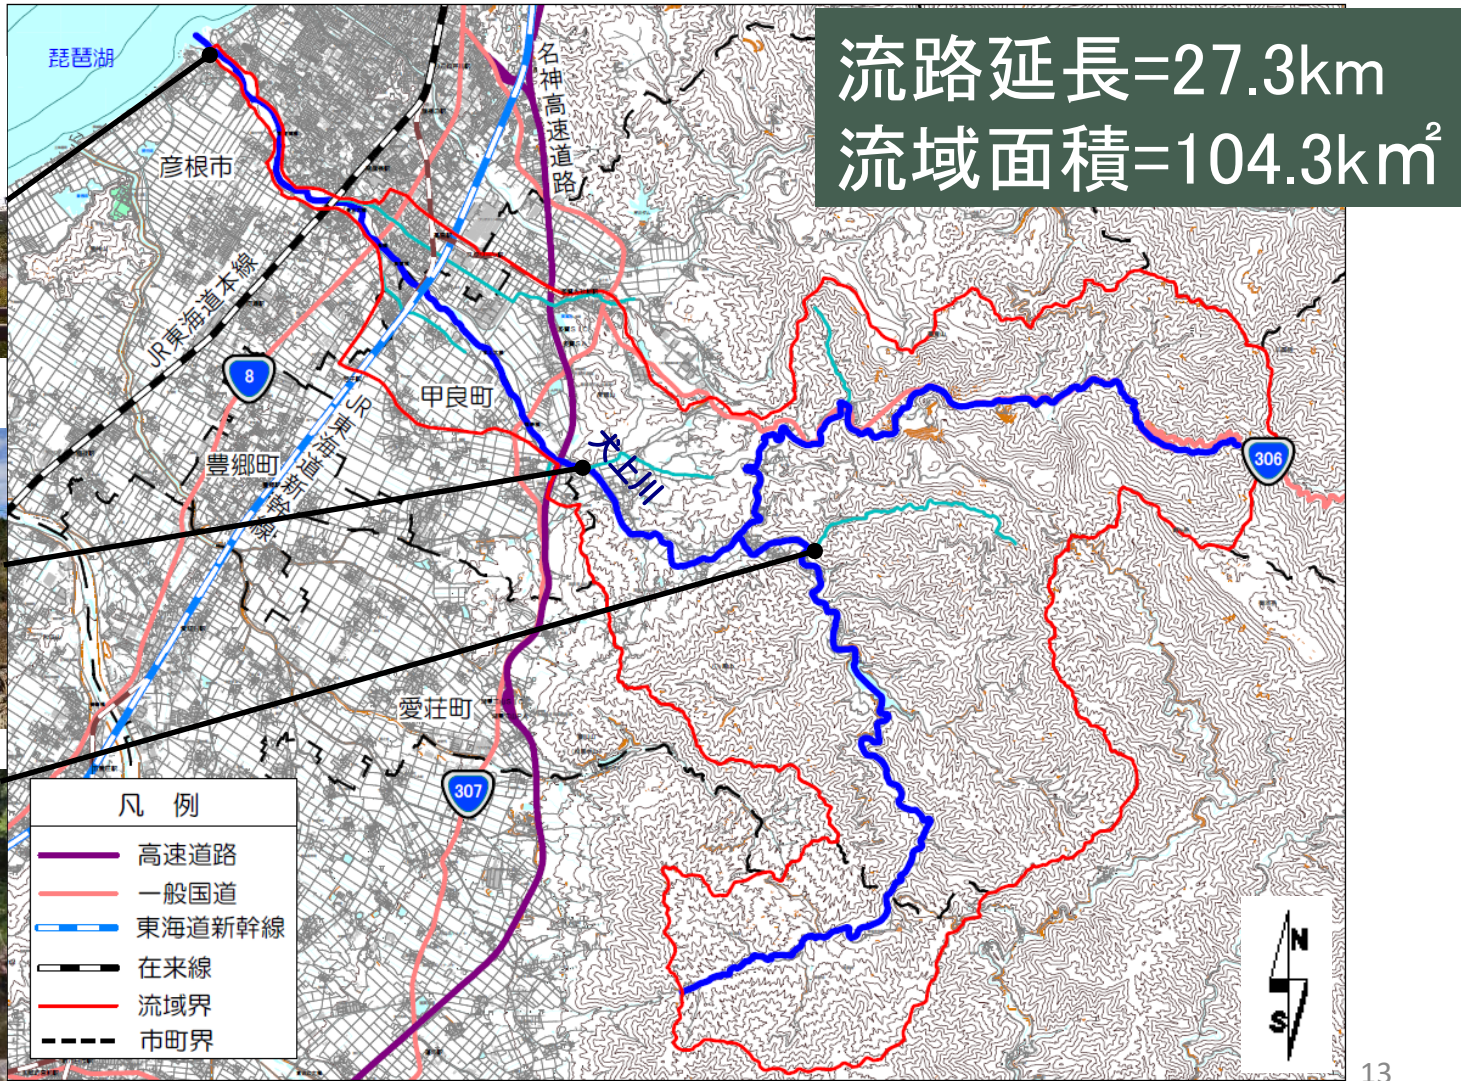 流路延長=27.3km
流域面積=104.3km²
琵琶湖
名神高速道路
彦根市
JR東海道本線
8
甲良町
JR東海道新幹線
豊郷町
犬上川
306
愛荘町
307
凡 例
高速道路
一般国道
東海道新幹線
在来線
流域界
市町界
N
S
13